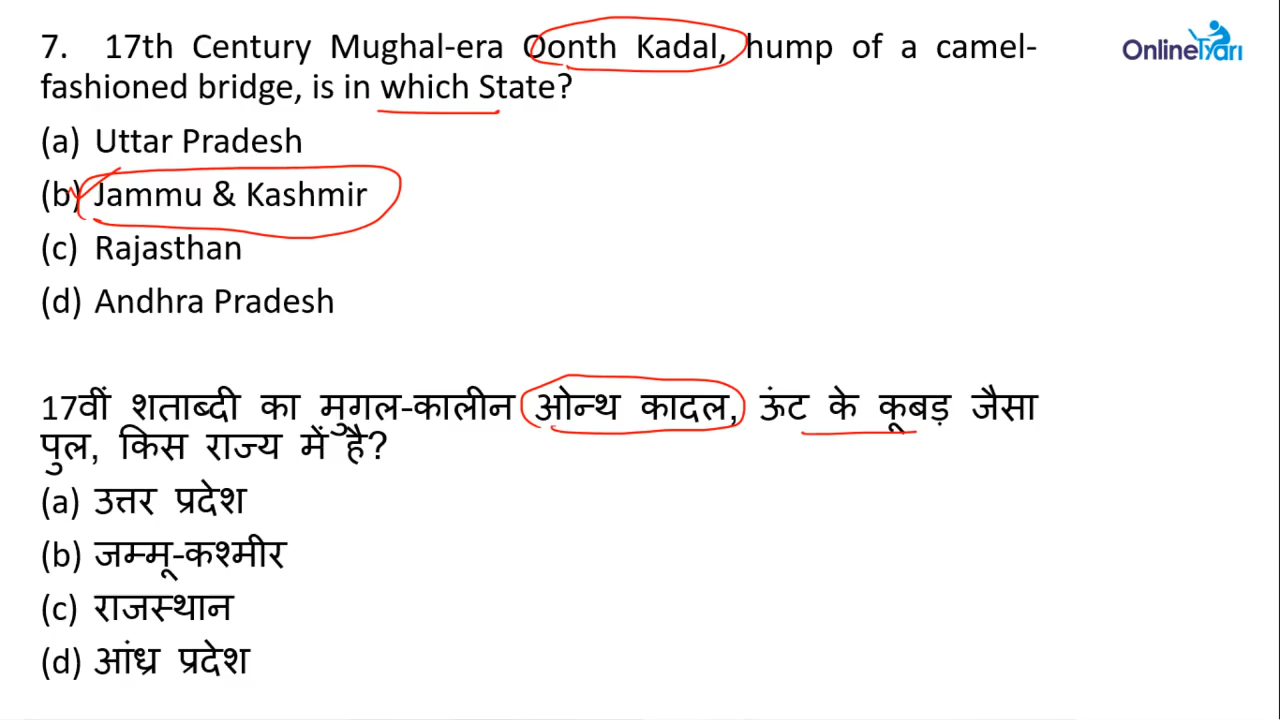 7. 17th Century Mughal-era Oonth Kadal, hump of a camel-
fashioned bridge, is in which State?
(a) Uttar Pradesh
(b) Jammu & Kashmir
(c) Rajasthan
(d) Andhra Pradesh
17वीं शताब्दी का मुगल-कालीन ओन्थ कादल, ऊंट के कूबड़ जैसा
पुल, किस राज्य में है?
(a) उत्तर प्रदेश
(b) जम्मू-कश्मीर
(c) राजस्थान
(d) आंध्र प्रदेश
OnlineTyari